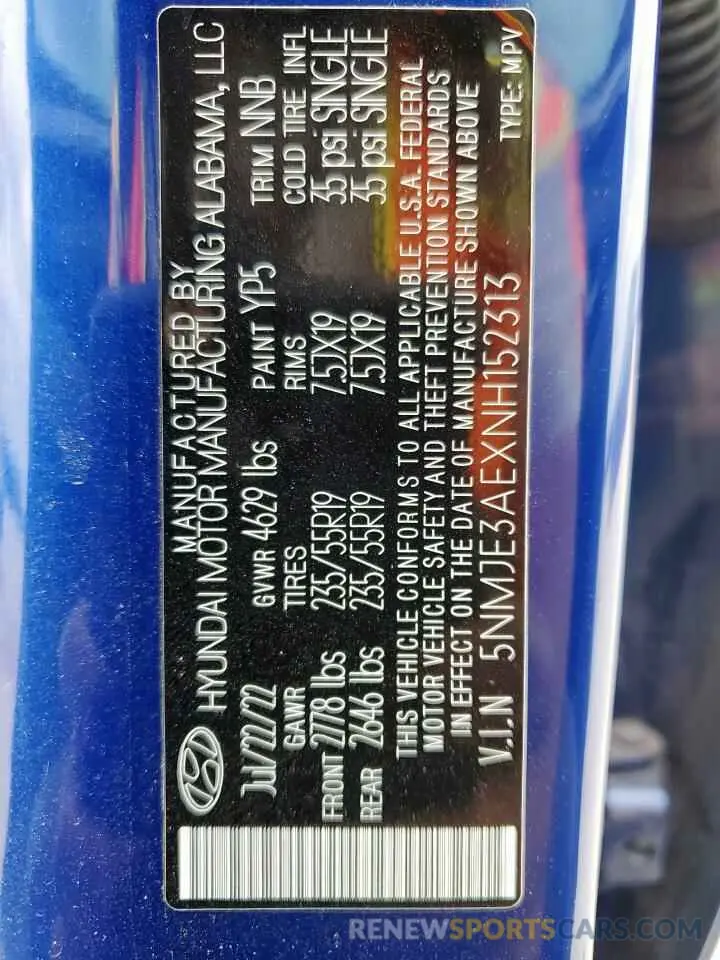 MANUFACTURED BY
HYUNDAI MOTOR MANUFACTURING ALABAMA, LLC
GVWR 4629 lbs PAINT YP5 TRIM NNB
GAWR TIRES RIMS COLD TIRE INFL
FRONT 2778 lbs 235/55R19 7.5JX19 35 psi SINGLE
REAR 2646 lbs 235/55R19 7.5JX19 35 psi SINGLE
THIS VEHICLE CONFORMS TO ALL APPLICABLE U.S.A. FEDERAL
MOTOR VEHICLE SAFETY AND THEFT PREVENTION STANDARDS
IN EFFECT ON THE DATE OF MANUFACTURE SHOWN ABOVE
V.I.N 5NMJE3AEXNH152313
TYPE: MPV
RENEWSPORTSCARS.COM